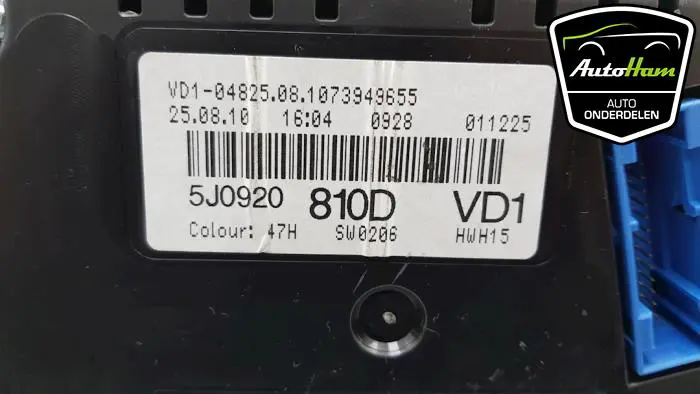 VD1-04825.08.1073949655
25.08.10 16:04 0928 011225
5J0920 810D VD1
Colour: 47H SW0206 HWH15
AutoHam
AUTO
ONDERDELEN